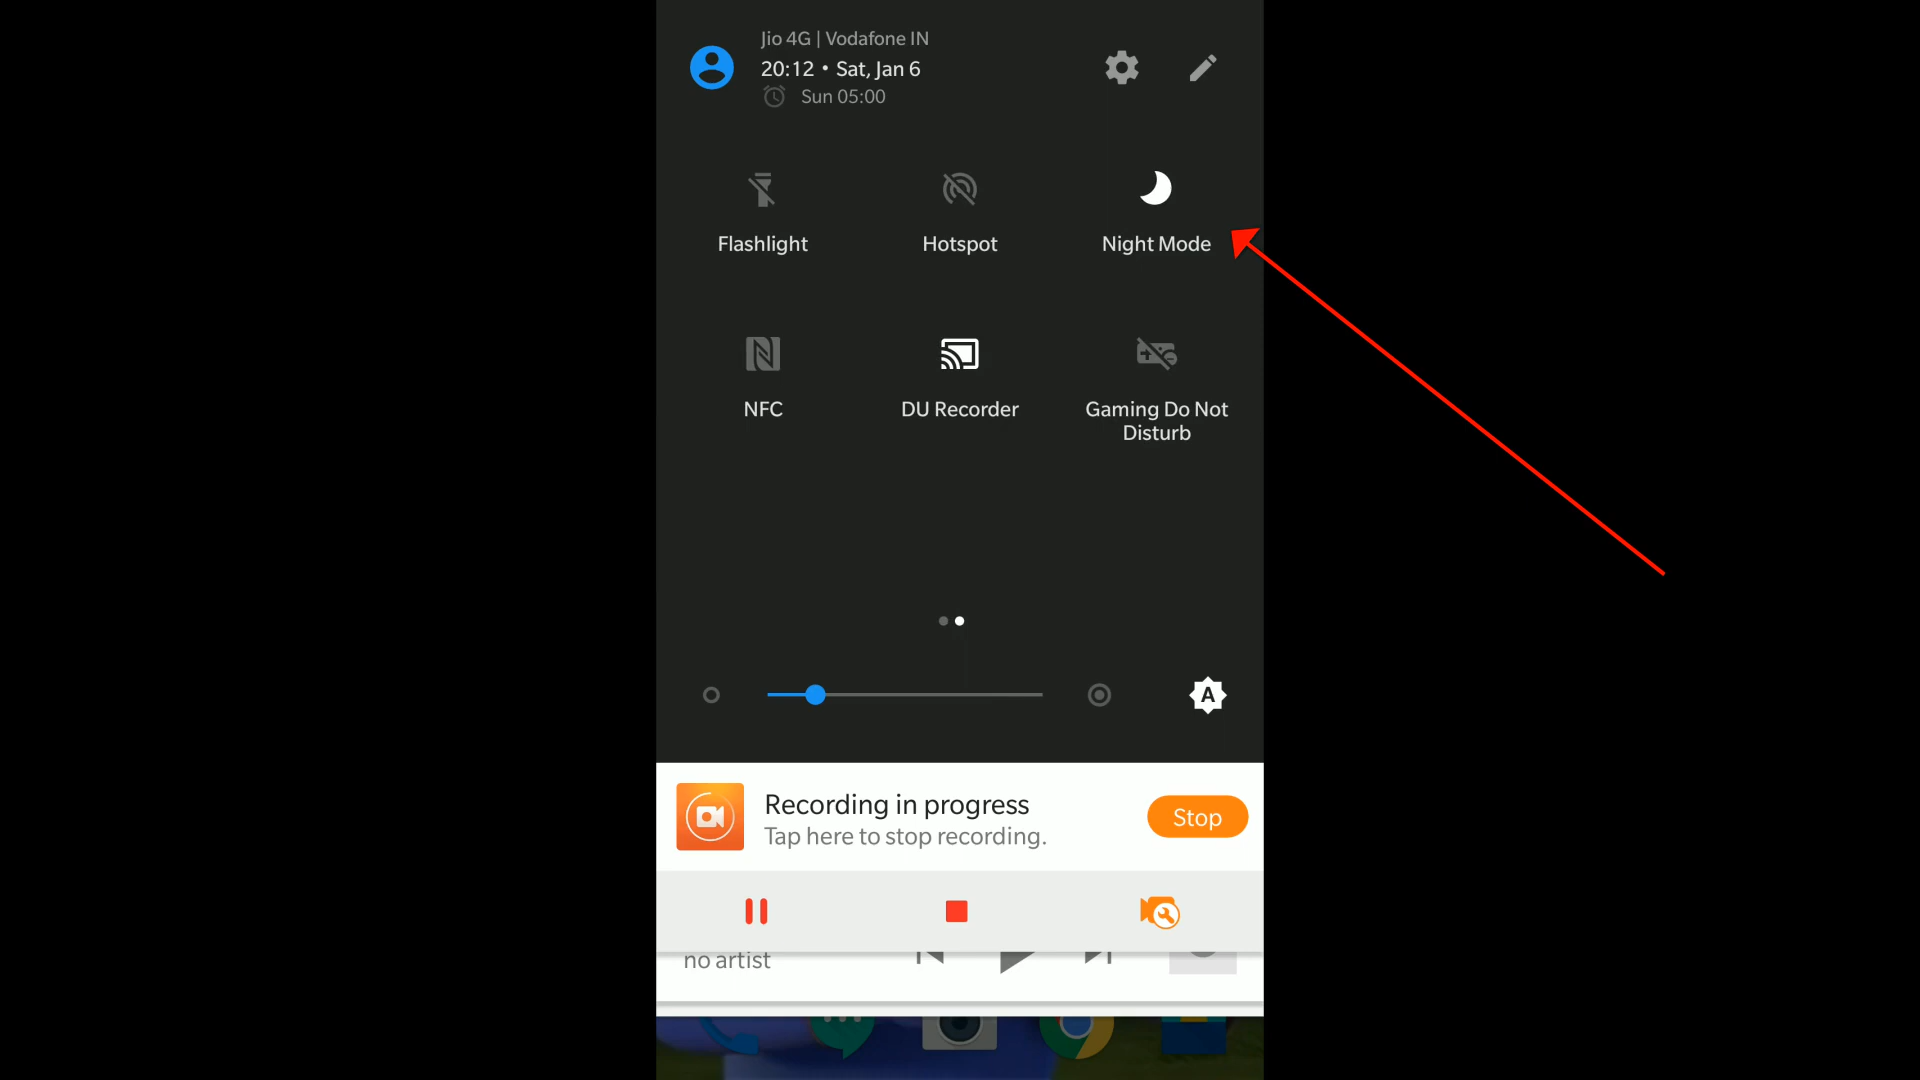 Jio 4G | Vodafone IN
20:12 • Sat, Jan 6
Sun 05:00
Flashlight
Hotspot
Night Mode
NFC
DU Recorder
Gaming Do Not
Disturb
A
Recording in progress
Tap here to stop recording.
Stop
no artist